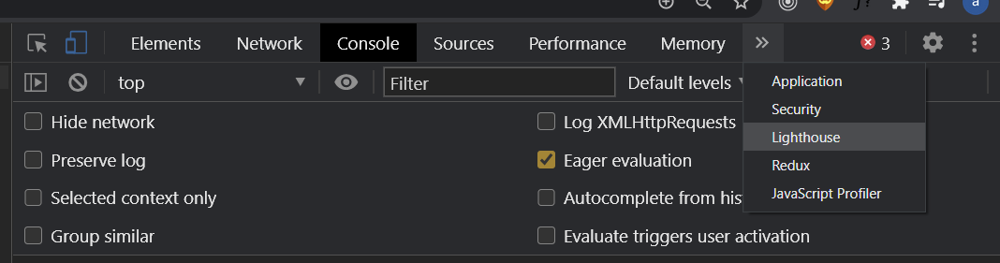 Elements Network Console Sources Performance Memory 3
top Filter Default levels
Application
Security
Lighthouse
Redux
JavaScript Profiler
Hide network Log XMLHttpRequests
Preserve log Eager evaluation
Selected context only Autocomplete from
Group similar Evaluate triggers user activation